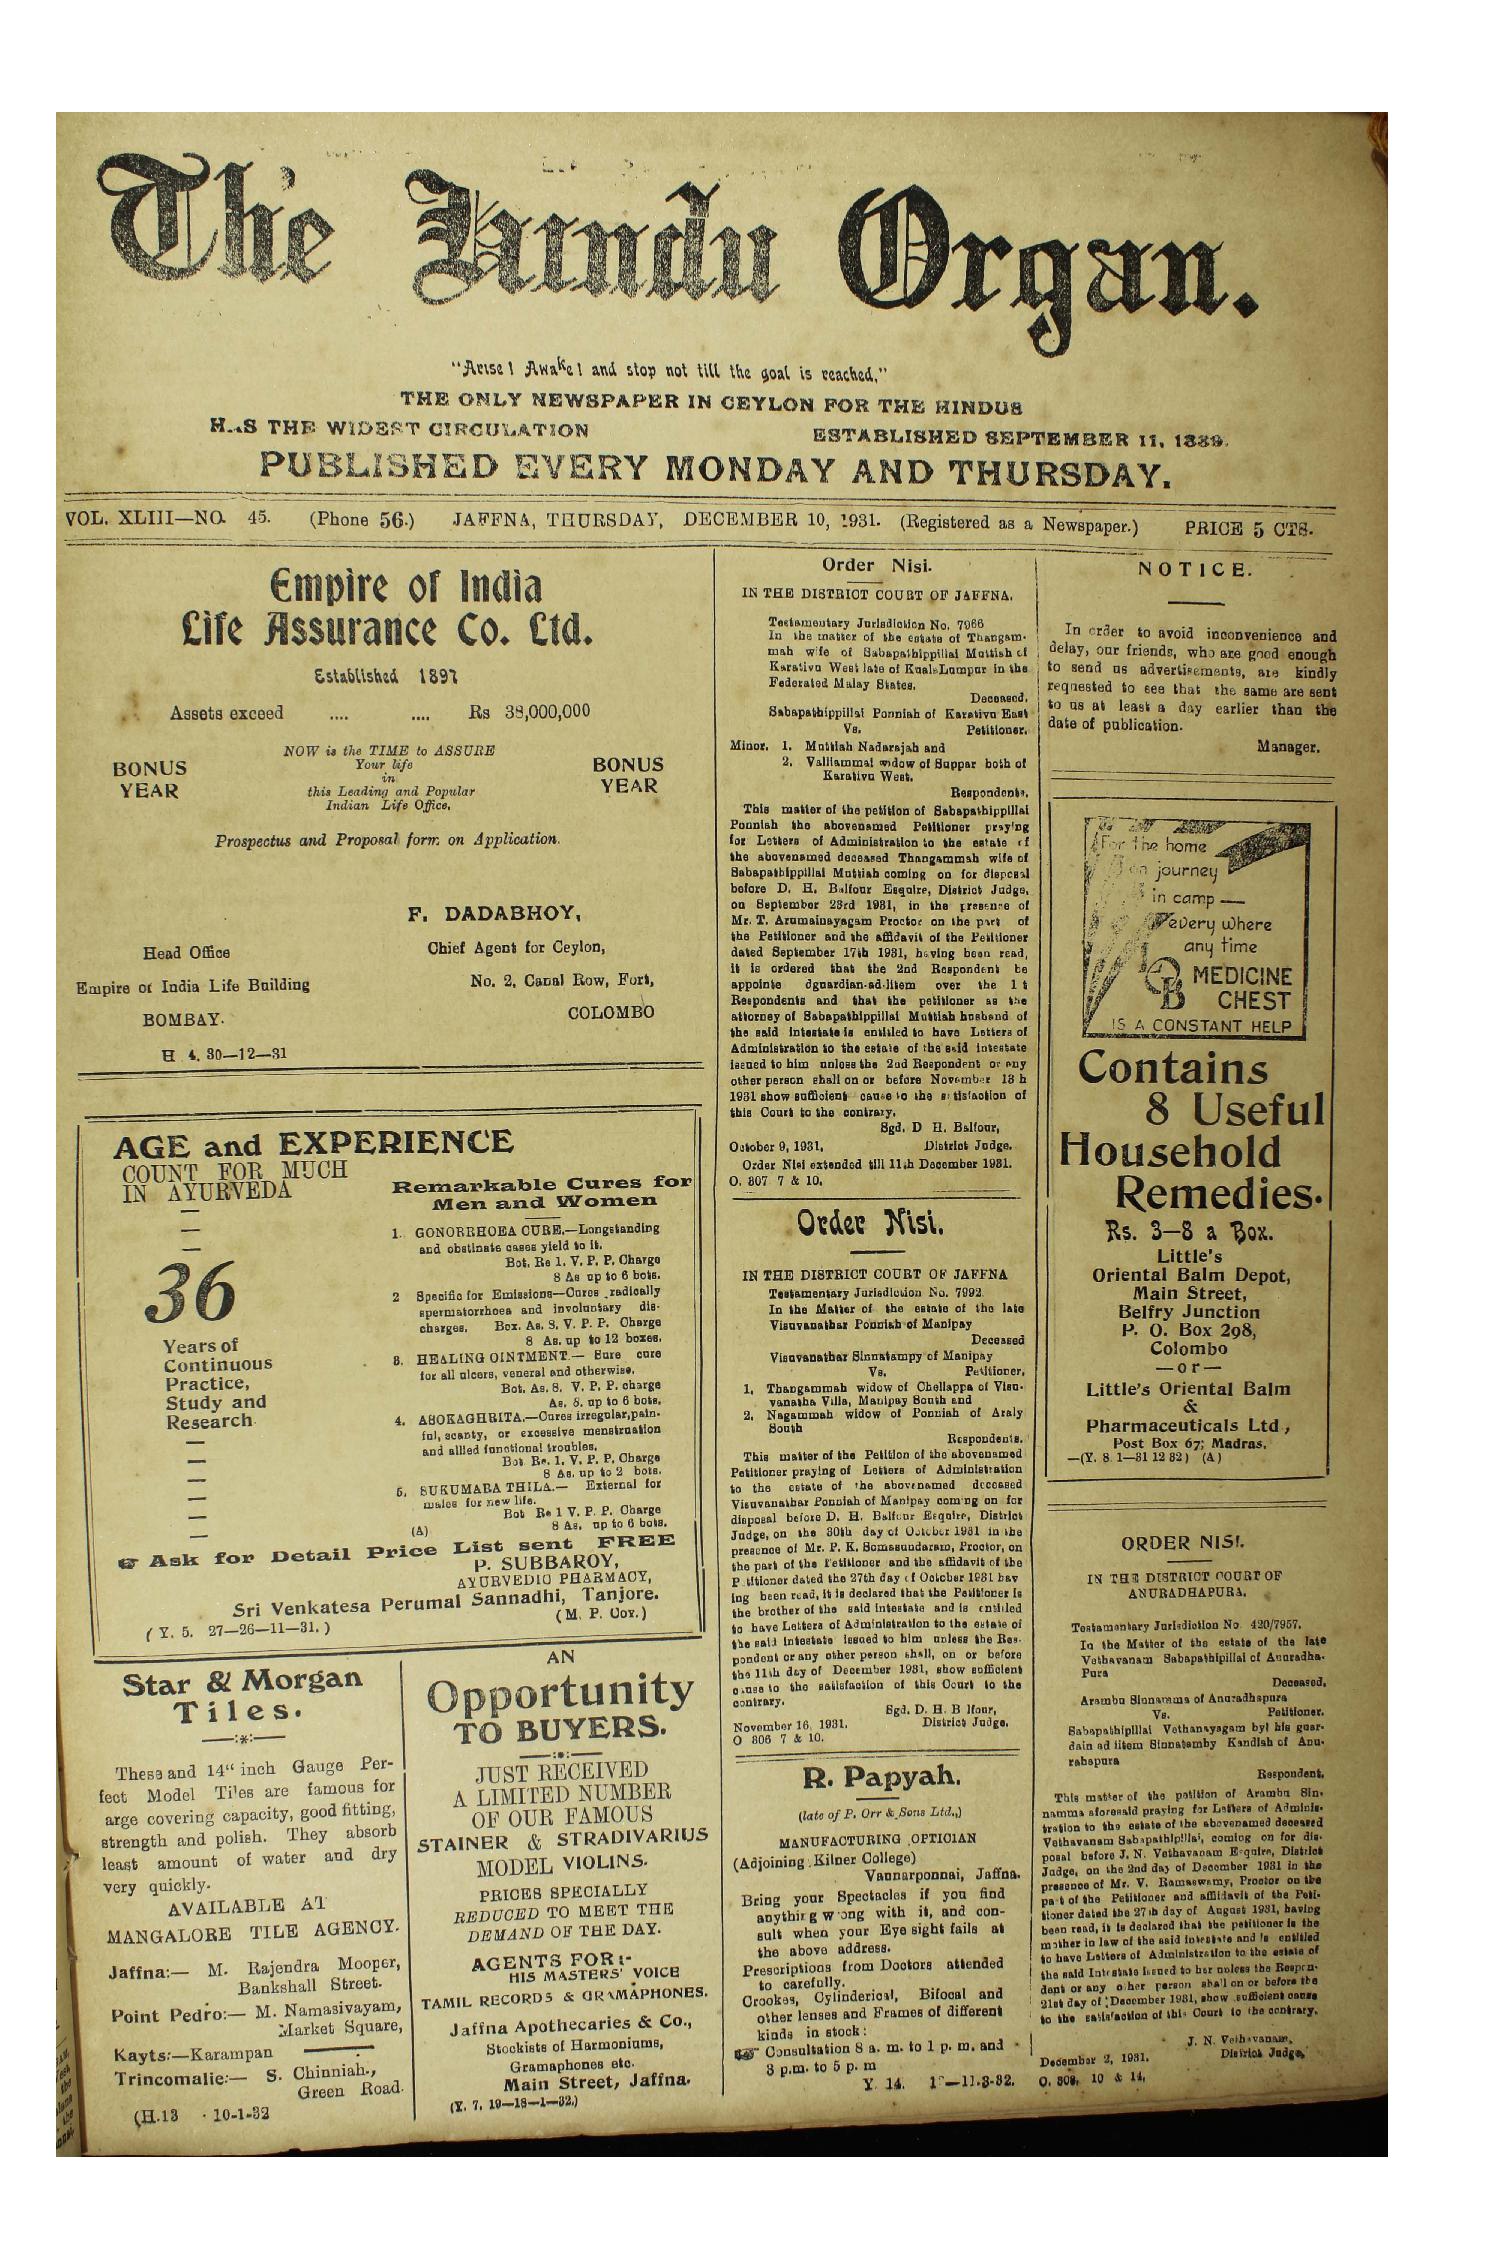 The Hindu Organ.
"Arise! Awake! and stop not till the goal is reached."
THE ONLY NEWSPAPER IN CEYLON FOR THE HINDUS
HAS THE WIDEST CIRCULATION ESTABLISHED SEPTEMBER 11, 1889.
PUBLISHED EVERY MONDAY AND THURSDAY.
VOL. XLIII—NO. 45. (Phone 56.) JAFFNA, THURSDAY, DECEMBER 10, 1931. (Registered as a Newspaper.) PRICE 5 CTS.
Empire of India
Life Assurance Co. Ltd.
Established 1897
Assets exceed .... .... Rs 38,000,000
NOW is the TIME to ASSURE
Your life
in
this Leading and Popular
Indian Life Office.
BONUS
YEAR
BONUS
YEAR
Prospectus and Proposal form on Application.
F. DADABHOY,
Chief Agent for Ceylon,
No. 2, Canal Row, Fort,
COLOMBO
Head Office
Empire of India Life Building
BOMBAY.
H 4. 30—12—31
AGE and EXPERIENCE
COUNT FOR MUCH
IN AYURVEDA
36
Years of
Continuous
Practice,
Study and
Research
Remarkable Cures for
Men and Women
1. GONORRHOEA CURE.—Longstanding
and obstinate cases yield to it.
Bot. Re 1. V. P. P. Charge
8 As up to 6 bots.
2 Specific for Emissions—Cures radically
spermatorrhoea and involuntary dis-
charges. Box. As. 8. V. P. P. Charge
8 As. up to 12 boxes.
3. HEALING OINTMENT.— Sure cure
for all ulcers, veneral and otherwise.
Bot. As. 8. V. P. P. charge
As. 8. up to 6 bots.
4. ASOKAGHRITA.—Cures irregular, pain-
ful, scanty, or excessive menstruation
and allied functional troubles.
Bot. Re. 1. V. P. P. Charge
8 As. up to 2 bots.
5. SUKUMARA THILA.— External for
males for new life.
Bot Re 1 V. P. P. Charge
8 As. up to 6 bots.
(A)
Ask for Detail Price List sent FREE
P. SUBBAROY,
AYURVEDIC PHARMACY,
Sri Venkatesa Perumal Sannadhi, Tanjore.
(M. P. Cov.)
(Y. 5. 27—26—11—31.)
Star & Morgan
Tiles.
These and 14" inch Gauge Per-
fect Model Tiles are famous for
arge covering capacity, good fitting,
strength and polish. They absorb
least amount of water and dry
very quickly.
AVAILABLE AT
MANGALORE TILE AGENCY.
Jaffna:— M. Rajendra Mooper,
Bankshall Street.
Point Pedro:— M. Namasivayam,
Market Square,
Kayts:—Karampan
Trincomalie:— S. Chinniah.,
Green Road.
(H.13 10-1-32
AN
Opportunity
TO BUYERS.
JUST RECEIVED
A LIMITED NUMBER
OF OUR FAMOUS
STAINER & STRADIVARIUS
MODEL VIOLINS.
PRICES SPECIALLY
REDUCED TO MEET THE
DEMAND OF THE DAY.
AGENTS FOR:-
HIS MASTERS' VOICE
TAMIL RECORDS & GRAMAPHONES.
Jaffna Apothecaries & Co.,
Stockists of Harmoniums,
Gramaphones etc.
Main Street, Jaffna.
(Y. 7. 19—18—1—32.)
Order Nisi.
IN THE DISTRICT COURT OF JAFFNA.
Testamentary Jurisdiction No. 7966
In the matter of the estate of Thangam-
mah wife of Sabapathippillai Muttiah of
Karativu West late of Kuala Lumpur in the
Federated Malay States.
Deceased.
Sabapathippillai Ponniah of Karativu East
Vs. Petitioner.
Minor. 1. Muttiah Nadarajah and
2. Valliammai widow of Suppar both of
Karativu West.
Respondents.
This matter of the petition of Sabapathippillai
Ponniah the abovenamed Petitioner praying
for Letters of Administration to the estate of
the abovenamed deceased Thangammah wife of
Sabapathippillai Muttiah coming on for disposal
before D. H. Balfour Esquire, District Judge,
on September 23rd 1931, in the presence of
Mr. T. Arumainayagam Proctor on the part of
the Petitioner and the affidavit of the Petitioner
dated September 17th 1931, having been read,
it is ordered that the 2nd Respondent be
appointe dguardian-ad-litem over the 1 t
Respondents and that the petitioner as the
attorney of Sabapathippillai Muttiah husband of
the said intestate is entitled to have Letters of
Administration to the estate of the said intestate
issued to him unless the 2nd Respondent or any
other person shall on or before November 13 h
1931 show sufficient cause to the satisfaction of
this Court to the contrary.
Sgd. D H. Balfour,
October 9, 1931. District Judge.
Order Nisi extended till 11th December 1931.
O. 307 7 & 10.
Order Nisi.
IN THE DISTRICT COURT OF JAFFNA
Testamentary Jurisdiction No. 7992
In the Matter of the estate of the late
Visuvanathar Ponniah of Manipay
Deceased
Visuvanathar Sinnatampy of Manipay
Vs. Petitioner.
1. Thangammah widow of Chellappa of Visu-
vanatha Villa, Manipay South and
2. Nagammah widow of Ponniah of Araly
South
Respondents.
This matter of the Petition of the abovenamed
Petitioner praying of Letters of Administration
to the estate of the abovenamed deceased
Visuvanathar Ponniah of Manipay coming on for
disposal before D. H. Balfour Esquire, District
Judge, on the 30th day of October 1931 in the
presence of Mr. P. K. Somasundaram, Proctor, on
the part of the Petitioner and the affidavit of the
P titioner dated the 27th day of October 1931 hav
ing been read, it is declared that the Petitioner is
the brother of the said intestate and is entitled
to have Letters of Administration to the estate of
the said intestate issued to him unless the Res-
pondent or any other person shall, on or before
the 11th day of December 1931, show sufficient
cause to the satisfaction of this Court to the
contrary.
Sgd. D. H. B lfour,
November 16, 1931. District Judge.
O 306 7 & 10.
R. Papyah.
(late of P. Orr & Sons Ltd.,)
MANUFACTURING OPTICIAN
(Adjoining Kilner College)
Vannarponnai, Jaffna.
Bring your Spectacles if you find
anything wrong with it, and con-
sult when your Eye sight fails at
the above address.
Prescriptions from Doctors attended
to carefully.
Crookes, Cylinderical, Bifocal and
other lenses and Frames of different
kinds in stock:
Consultation 8 a. m. to 1 p. m. and
3 p.m. to 5 p. m
Y. 14. —11-3-32.
NOTICE.
In order to avoid inconvenience and
delay, our friends, who are good enough
to send us advertisements, are kindly
requested to see that the same are sent
to us at least a day earlier than the
date of publication.
Manager.
For the home
on journey
in camp —
every where
any time
LOB MEDICINE
CHEST
IS A CONSTANT HELP
Contains
8 Useful
Household
Remedies.
Rs. 3—8 a Box.
Little's
Oriental Balm Depot,
Main Street,
Belfry Junction
P. O. Box 298,
Colombo
—or—
Little's Oriental Balm
&
Pharmaceuticals Ltd,
Post Box 67; Madras.
—(Y. 8 1—31 12 32) (A)
ORDER NISI.
IN THE DISTRICT COURT OF
ANURADHAPURA.
Testamentary Jurisdiction No 420/7957.
In the Matter of the estate of the late
Vethavanam Sabapathipillai of Anuradha-
Pura
Deceased.
Arambu Sinnamma of Anuradhapura
Vs. Petitioner.
Sabapathipillai Vethanayagam by his guar-
dain ad litem Sinnatamby Kandiah of Anu-
rahapura
Respondent.
This matter of the petition of Arambu Sin-
namma aforesaid praying for Letters of Adminis-
tration to the estate of the abovenamed deceased
Vethavanam Sabapathipillai, coming on for dis-
posal before J. N. Vethavanam Esquire, District
Judge, on the 2nd day of December 1931 in the
presence of Mr. V. Ramaswamy, Proctor on the
part of the Petitioner and affidavit of the Peti-
tioner dated the 27th day of August 1931, having
been read, it is declared that the petitioner is the
mother in law of the said intestate and is entitled
to have Letters of Administration to the estate of
the said Intestate issued to her unless the Respon-
dent or any other person shall on or before the
21st day of December 1931, show sufficient cause
to the satisfaction of this Court to the contrary.
J. N. Vethavanam,
December 2, 1931. District Judge,
O. 308, 10 & 14.